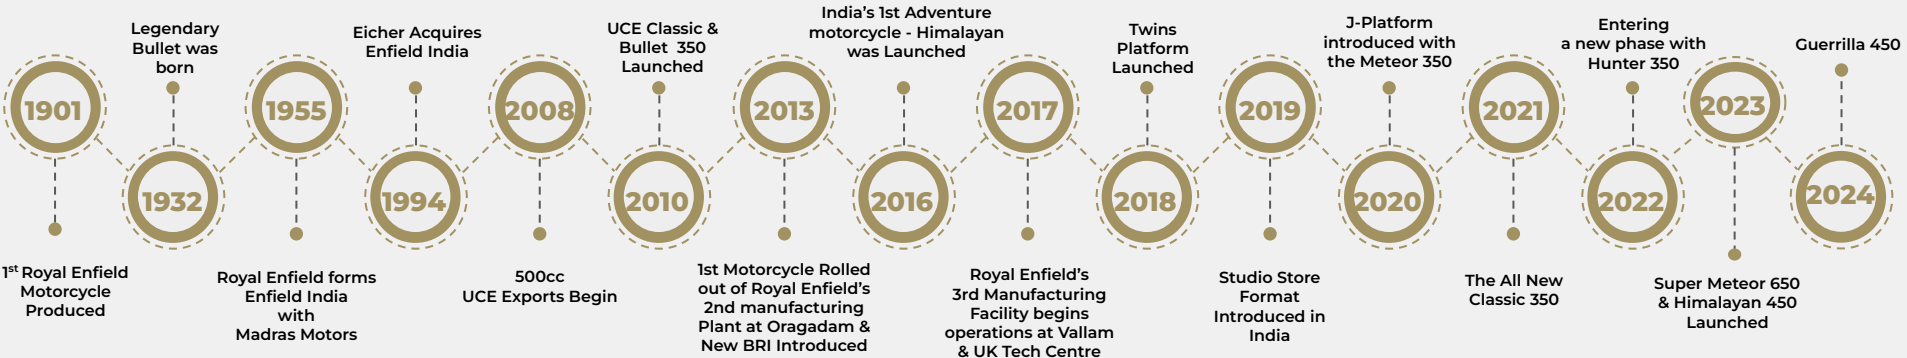 1901
1st Royal Enfield
Motorcycle
Produced
1932
Legendary
Bullet was
born
1955
Royal Enfield forms
Enfield India
with
Madras Motors
1994
Eicher Acquires
Enfield India
2008
500cc
UCE Exports Begin
2010
UCE Classic &
Bullet 350
Launched
2013
1st Motorcycle Rolled
out of Royal Enfield's
2nd manufacturing
Plant at Oragadam &
New BRI Introduced
2016
India's 1st Adventure
motorcycle - Himalayan
was Launched
2017
Royal Enfield's
3rd Manufacturing
Facility begins
operations at Vallam
& UK Tech Centre
2018
Twins
Platform
Launched
2019
Studio Store
Format
Introduced in
India
2020
J-Platform
introduced with
the Meteor 350
2021
The All New
Classic 350
2022
Entering
a new phase with
Hunter 350
2023
Super Meteor 650
& Himalayan 450
Launched
2024
Guerrilla 450